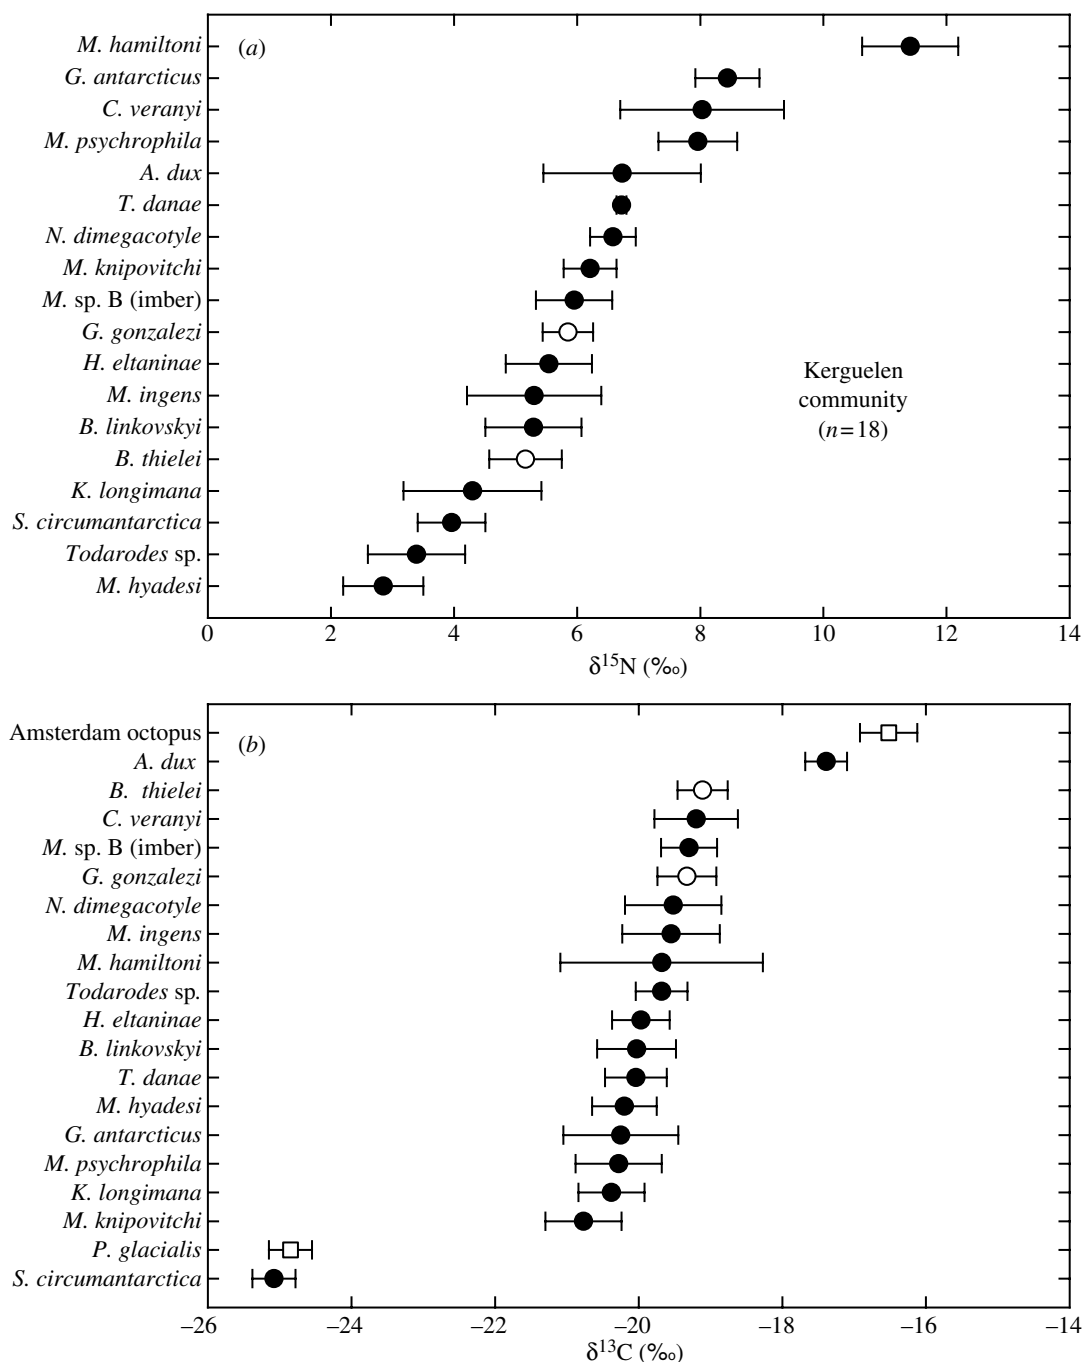 (a)
M. hamiltoni
G. antarcticus
C. veranyi
M. psychrophila
A. dux
T. danae
N. dimegacotyle
M. knipovitchi
M. sp. B (imber)
G. gonzalezi
H. eltaninae
M. ingens
B. linkovskyi
B. thielei
K. longimana
S. circumantarctica
Todarodes sp.
M. hyadesi
Kerguelen
community
(n=18)
0 2 4 6 8 10 12 14
δ¹⁵N (‰)
(b)
Amsterdam octopus
A. dux
B. thielei
C. veranyi
M. sp. B (imber)
G. gonzalezi
N. dimegacotyle
M. ingens
M. hamiltoni
Todarodes sp.
H. eltaninae
B. linkovskyi
T. danae
M. hyadesi
G. antarcticus
M. psychrophila
K. longimana
M. knipovitchi
P. glacialis
S. circumantarctica
–26 –24 –22 –20 –18 –16 –14
δ¹³C (‰)